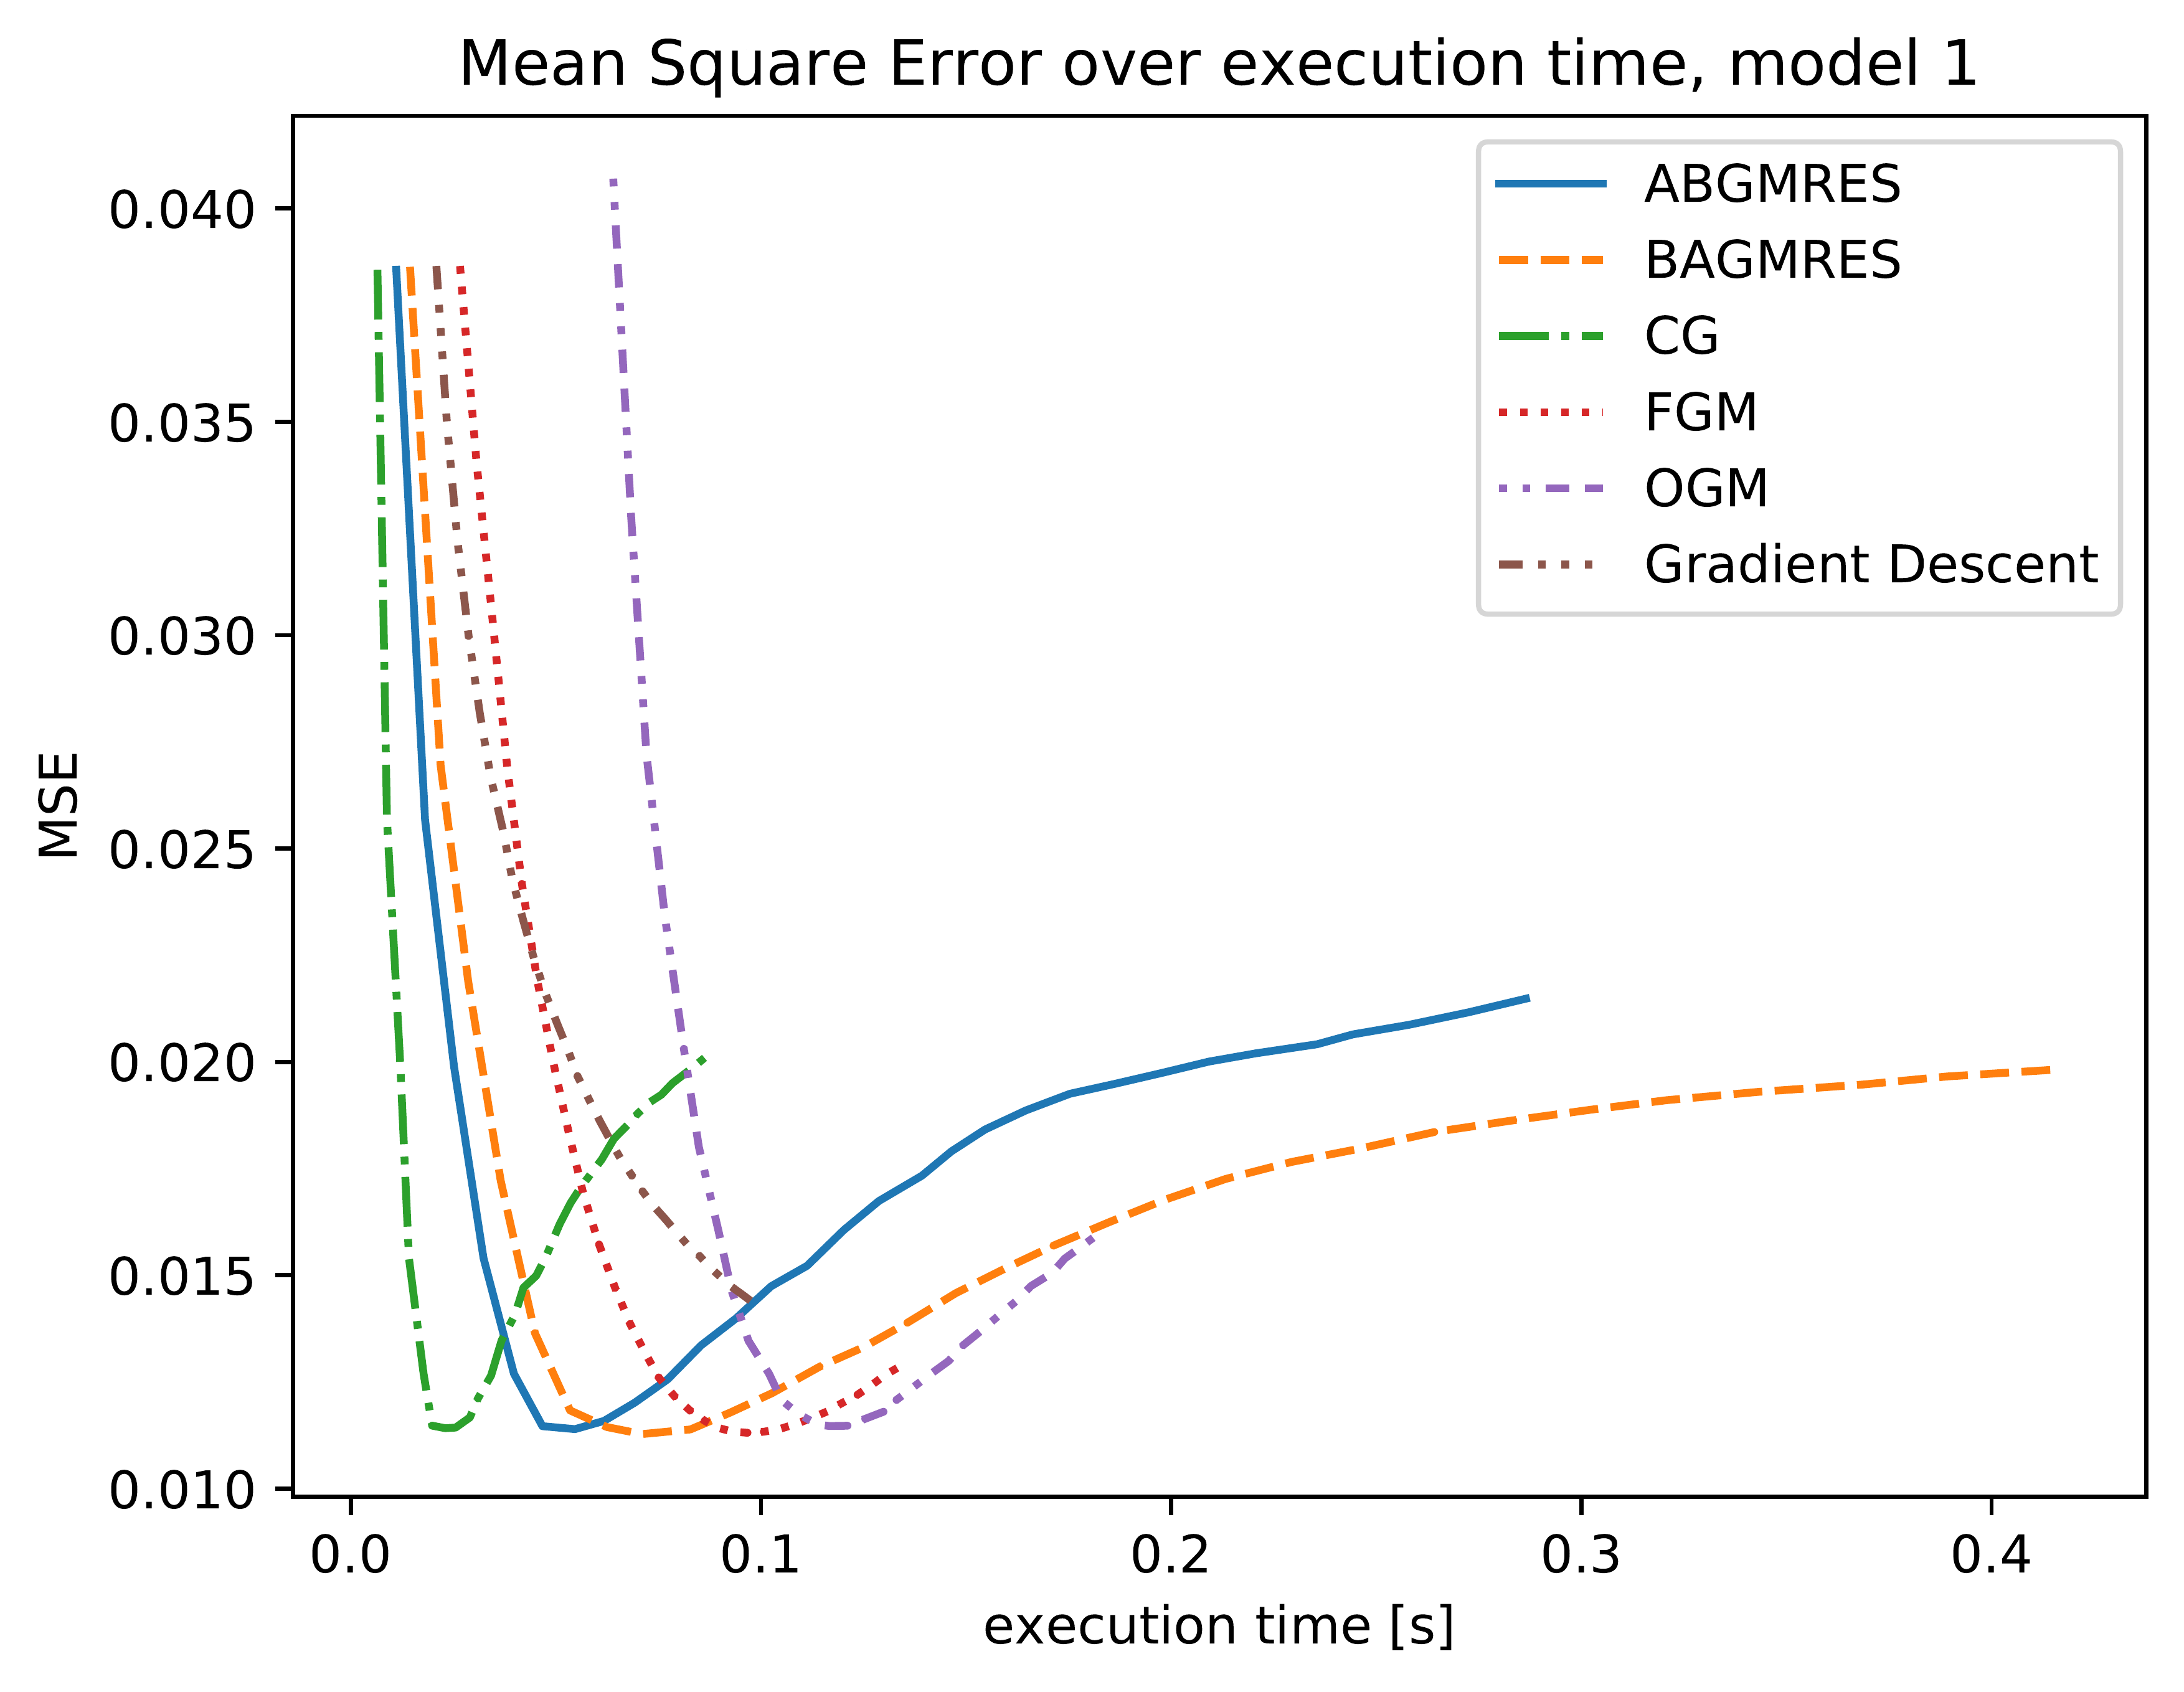 Mean Square Error over execution time, model 1
ABGMRES
BAGMRES
CG
FGM
OGM
Gradient Descent
MSE
0.040
0.035
0.030
0.025
0.020
0.015
0.010
0.0 0.1 0.2 0.3 0.4
execution time [s]